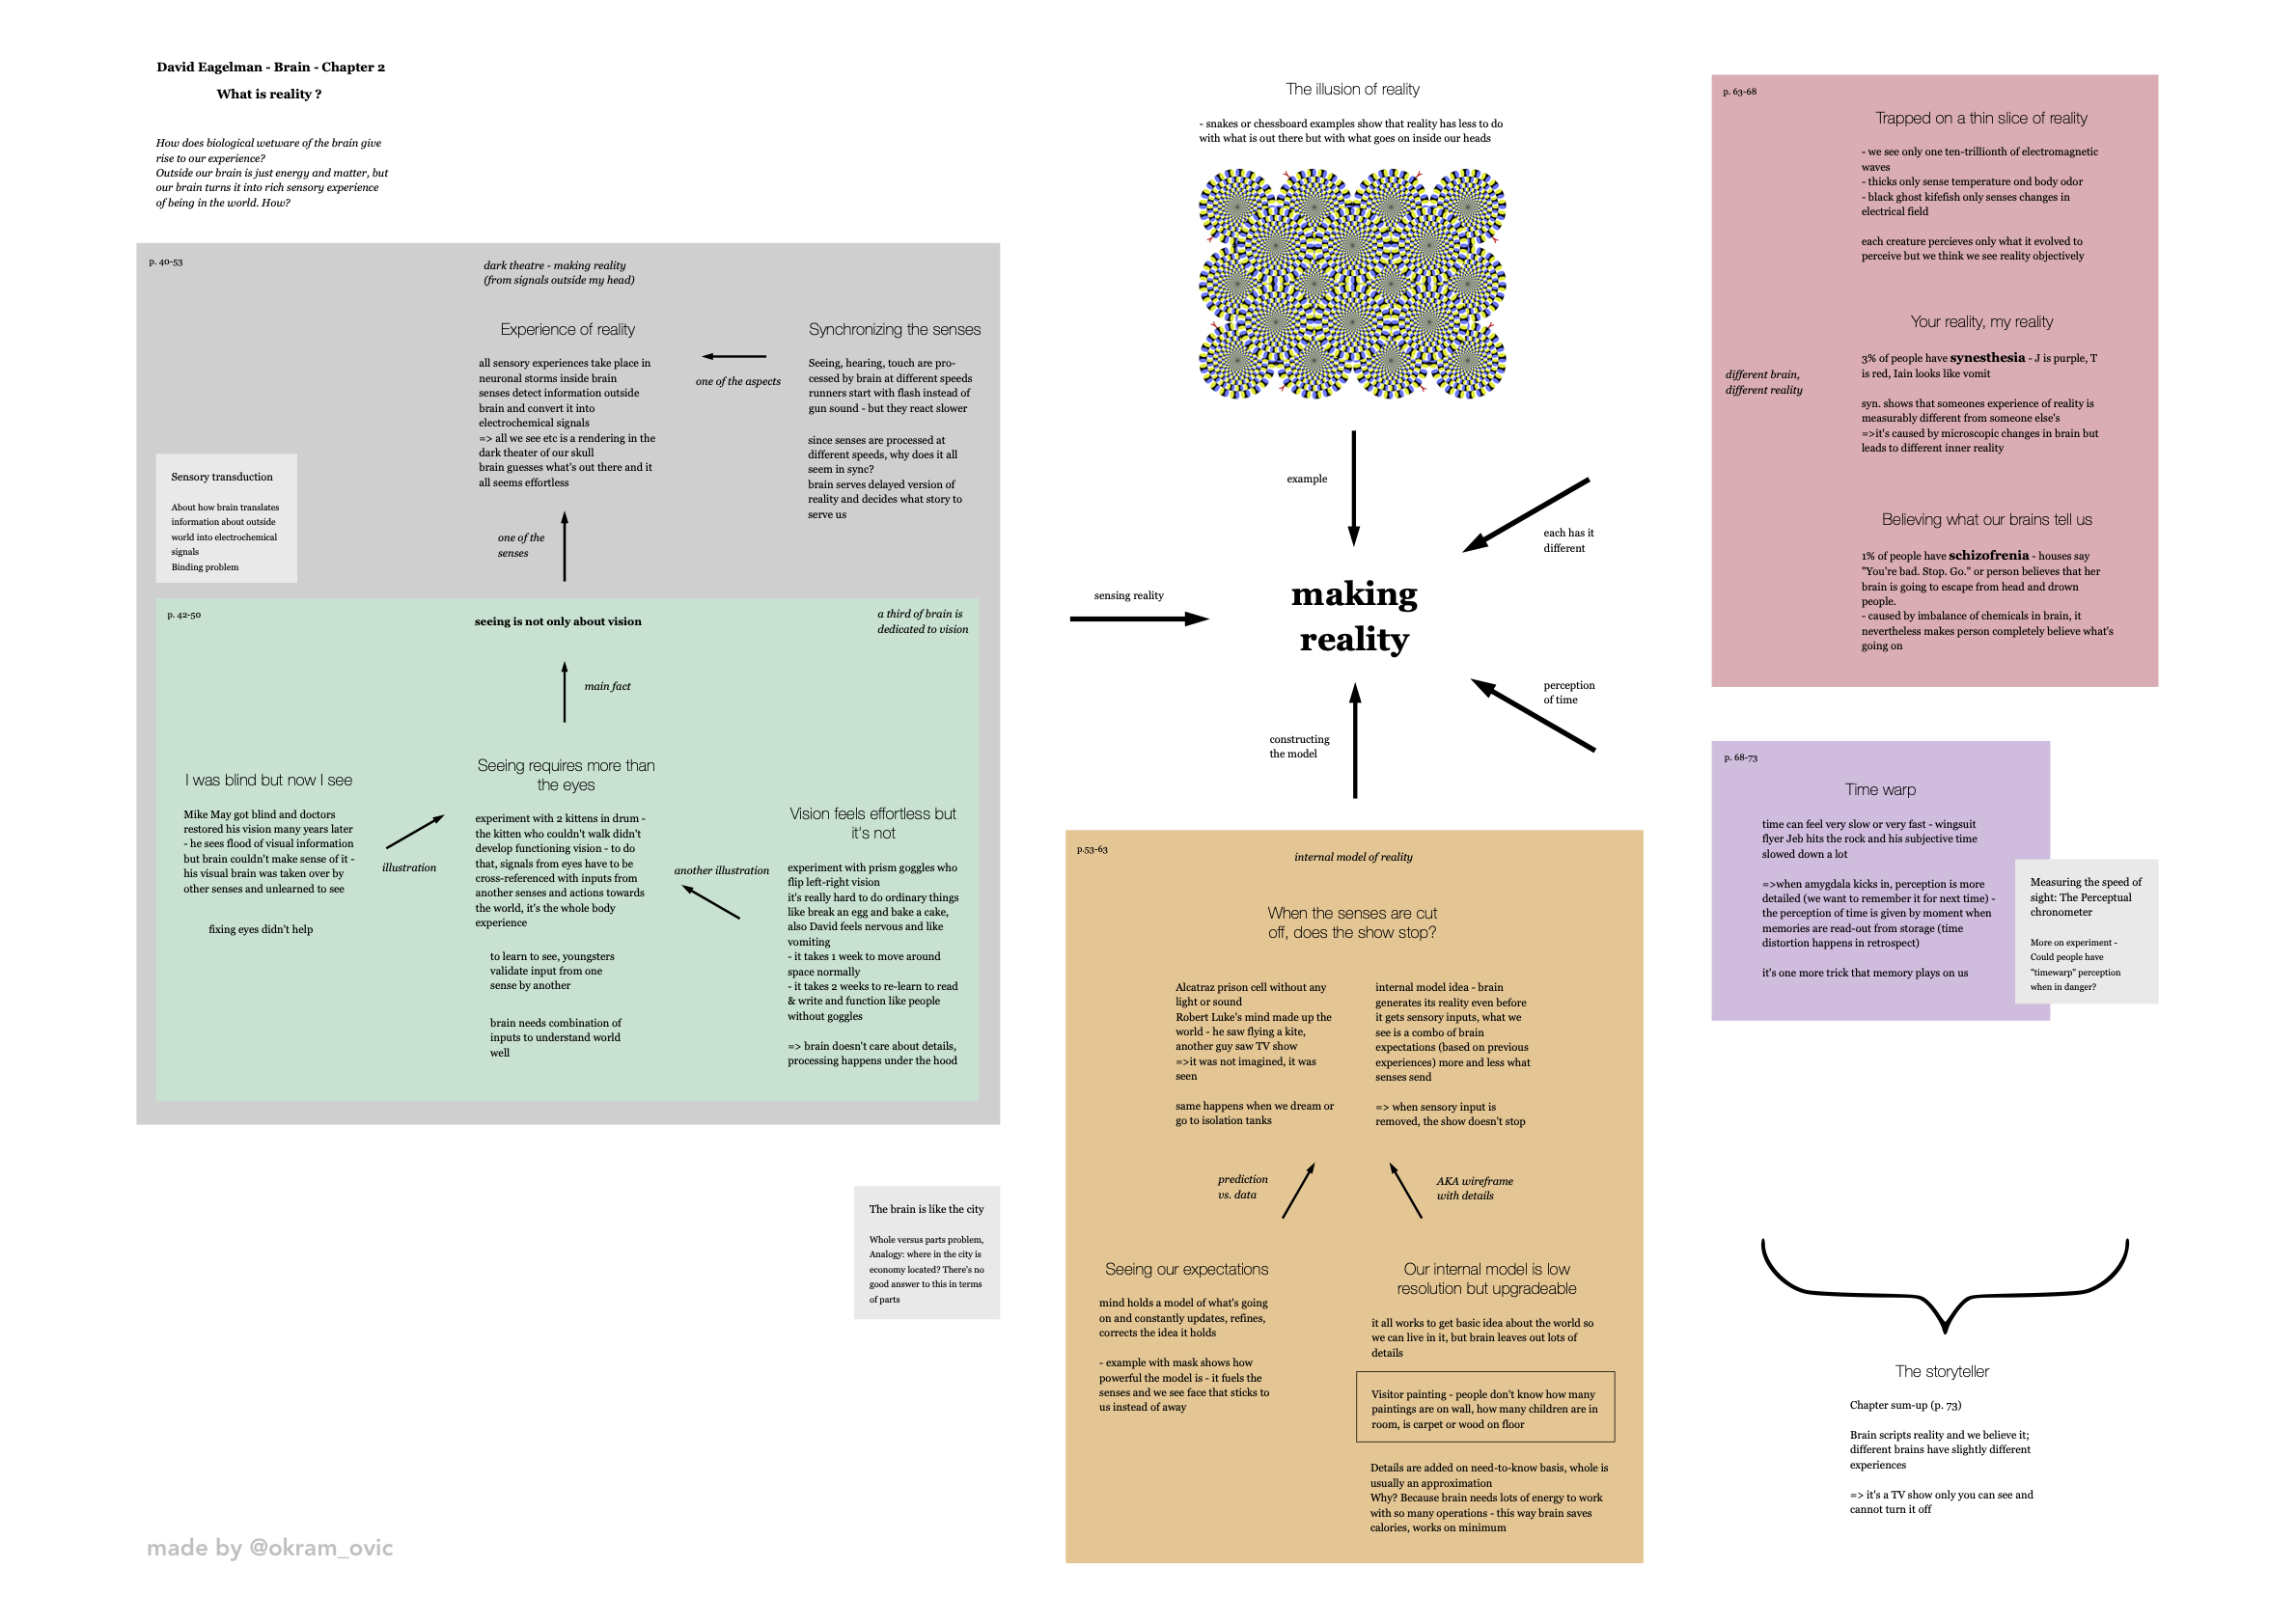 David Eagelman - Brain - Chapter 2
What is reality ?
How does biological wetware of the brain give
rise to our experience?
Outside our brain is just energy and matter, but
our brain turns it into rich sensory experience
of being in the world. How?
p. 40-53
dark theatre - making reality
(from signals outside my head)
Experience of reality
all sensory experiences take place in
neuronal storms inside brain
senses detect information outside
brain and convert it into
electrochemical signals
=> all we see etc is a rendering in the
dark theater of our skull
brain guesses what's out there and it
all seems effortless
one of the aspects
Synchronizing the senses
Seeing, hearing, touch are pro-
cessed by brain at different speeds
runners start with flash instead of
gun sound - but they react slower
since senses are processed at
different speeds, why does it all
seem in sync?
brain serves delayed version of
reality and decides what story to
serve us
Sensory transduction
About how brain translates
information about outside
world into electrochemical
signals
Binding problem
one of the
senses
p. 42-50
seeing is not only about vision
a third of brain is
dedicated to vision
main fact
I was blind but now I see
Mike May got blind and doctors
restored his vision many years later
- he sees flood of visual information
but brain couldn't make sense of it -
his visual brain was taken over by
other senses and unlearned to see
fixing eyes didn't help
illustration
Seeing requires more than
the eyes
experiment with 2 kittens in drum -
the kitten who couldn't walk didn't
develop functioning vision - to do
that, signals from eyes have to be
cross-referenced with inputs from
another senses and actions towards
the world, it's the whole body
experience
to learn to see, youngsters
validate input from one
sense by another
brain needs combination of
inputs to understand world
well
another illustration
Vision feels effortless but
it's not
experiment with prism goggles who
flip left-right vision
it's really hard to do ordinary things
like break an egg and bake a cake,
also David feels nervous and like
vomiting
- it takes 1 week to move around
space normally
- it takes 2 weeks to re-learn to read
& write and function like people
without goggles
=> brain doesn't care about details,
processing happens under the hood
The brain is like the city
Whole versus parts problem,
Analogy: where in the city is
economy located? There's no
good answer to this in terms
of parts
made by @okram_ovic
The illusion of reality
- snakes or chessboard examples show that reality has less to do
with what is out there but with what goes on inside our heads
example
each has it
different
sensing reality
making
reality
perception
of time
constructing
the model
p.53-63
internal model of reality
When the senses are cut
off, does the show stop?
Alcatraz prison cell without any
light or sound
Robert Luke's mind made up the
world - he saw flying a kite,
another guy saw TV show
=>it was not imagined, it was
seen
same happens when we dream or
go to isolation tanks
internal model idea - brain
generates its reality even before
it gets sensory inputs, what we
see is a combo of brain
expectations (based on previous
experiences) more and less what
senses send
=> when sensory input is
removed, the show doesn't stop
prediction
vs. data
AKA wireframe
with details
Seeing our expectations
mind holds a model of what's going
on and constantly updates, refines,
corrects the idea it holds
- example with mask shows how
powerful the model is - it fuels the
senses and we see face that sticks to
us instead of away
Our internal model is low
resolution but upgradeable
it all works to get basic idea about the world so
we can live in it, but brain leaves out lots of
details
Visitor painting - people don't know how many
paintings are on wall, how many children are in
room, is carpet or wood on floor
Details are added on need-to-know basis, whole is
usually an approximation
Why? Because brain needs lots of energy to work
with so many operations - this way brain saves
calories, works on minimum
p. 63-68
Trapped on a thin slice of reality
- we see only one ten-trillionth of electromagnetic
waves
- thicks only sense temperature ond body odor
- black ghost kifefish only senses changes in
electrical field
each creature percieves only what it evolved to
perceive but we think we see reality objectively
different brain,
different reality
Your reality, my reality
3% of people have synesthesia - J is purple, T
is red, Iain looks like vomit
syn. shows that someones experience of reality is
measurably different from someone else's
=>it's caused by microscopic changes in brain but
leads to different inner reality
Believing what our brains tell us
1% of people have schizofrenia - houses say
"You're bad. Stop. Go." or person believes that her
brain is going to escape from head and drown
people.
- caused by imbalance of chemicals in brain, it
nevertheless makes person completely believe what's
going on
p. 68-73
Time warp
time can feel very slow or very fast - wingsuit
flyer Jeb hits the rock and his subjective time
slowed down a lot
=>when amygdala kicks in, perception is more
detailed (we want to remember it for next time) -
the perception of time is given by moment when
memories are read-out from storage (time
distortion happens in retrospect)
it's one more trick that memory plays on us
Measuring the speed of
sight: The Perceptual
chronometer
More on experiment -
Could people have
"timewarp" perception
when in danger?
The storyteller
Chapter sum-up (p. 73)
Brain scripts reality and we believe it;
different brains have slightly different
experiences
=> it's a TV show only you can see and
cannot turn it off